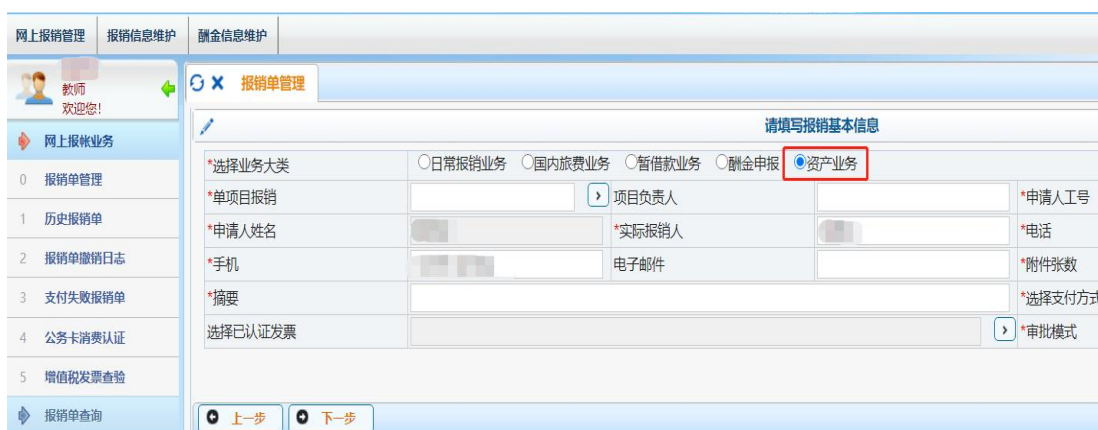 网上报销管理 报销信息维护 酬金信息维护
教师
欢迎您!
报销单管理
网上报帐业务
0 报销单管理
1 历史报销单
2 报销单撤销日志
3 支付失败报销单
4 公务卡消费认证
5 增值税发票查验
报销单查询
请填写报销基本信息
*选择业务大类 日常报销业务 国内旅费业务 暂借款业务 酬金申报 资产业务
*单项目报销 项目负责人 *申请人工号
*申请人姓名 *实际报销人 *电话
*手机 电子邮件 *附件张数
*摘要 *选择支付方式
选择已认证发票 *审批模式
上一步 下一步